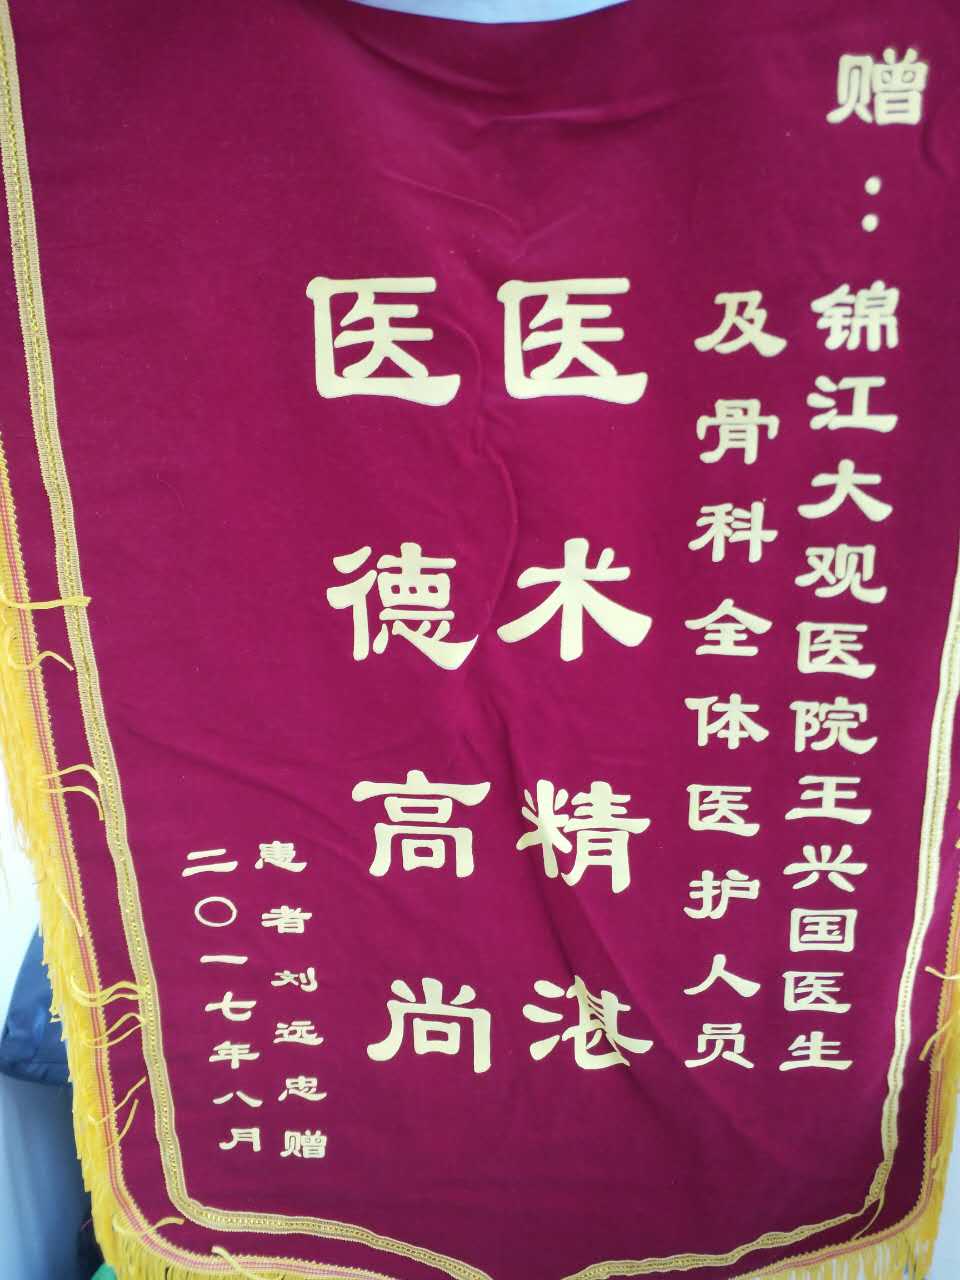 赠：锦江大观医院王兴国医生
及骨科全体医护人员
医术精湛
医德高尚
患者刘远忠赠
二〇一七年八月